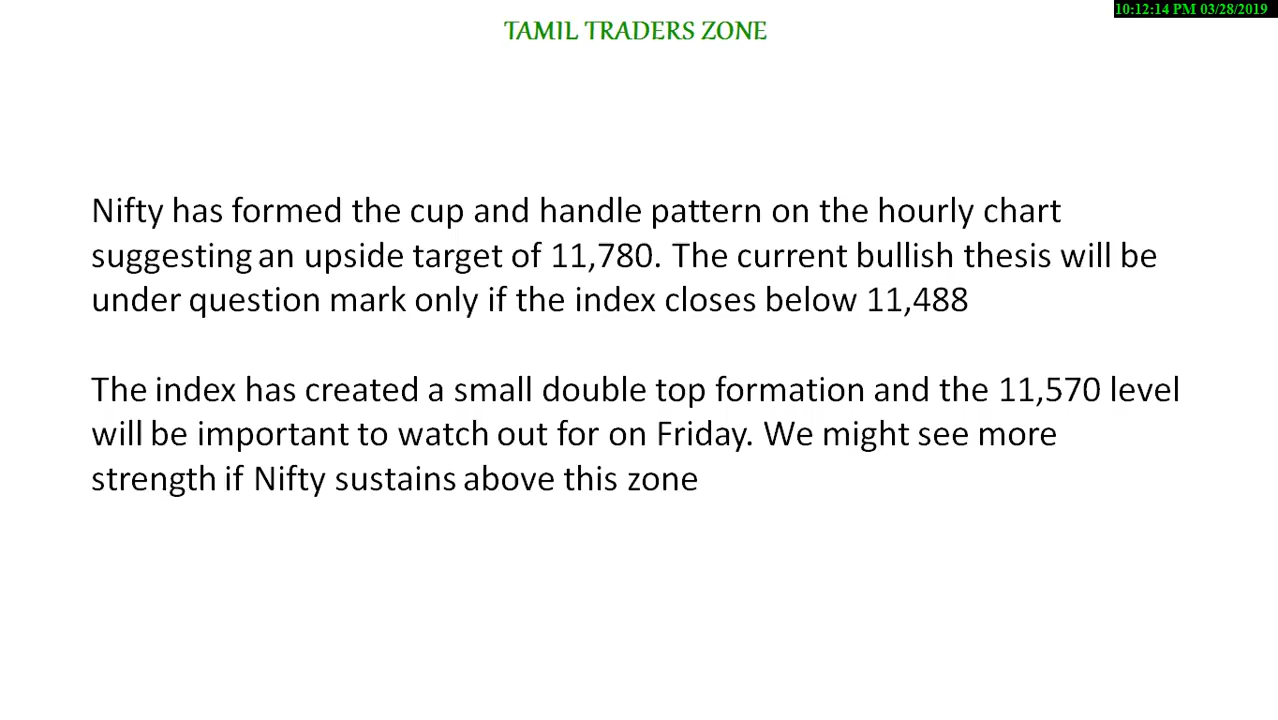 10:12:14 PM 03/28/2019
TAMIL TRADERS ZONE
Nifty has formed the cup and handle pattern on the hourly chart
suggesting an upside target of 11,780. The current bullish thesis will be
under question mark only if the index closes below 11,488
The index has created a small double top formation and the 11,570 level
will be important to watch out for on Friday. We might see more
strength if Nifty sustains above this zone